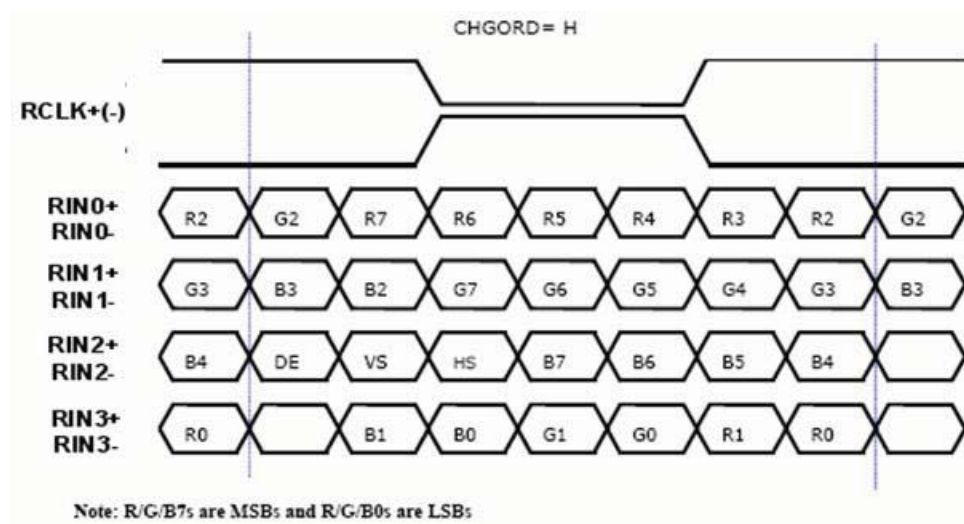 CHGORD= H
RCLK+(-)
RIN0+
RIN0-
R2 G2 R7 R6 R5 R4 R3 R2 G2
RIN1+
RIN1-
G3 B3 B2 G7 G6 G5 G4 G3 B3
RIN2+
RIN2-
B4 DE VS HS B7 B6 B5 B4
RIN3+
RIN3-
R0 B1 B0 G1 G0 R1 R0
Note: R/G/B7s are MSBs and R/G/B0s are LSBs